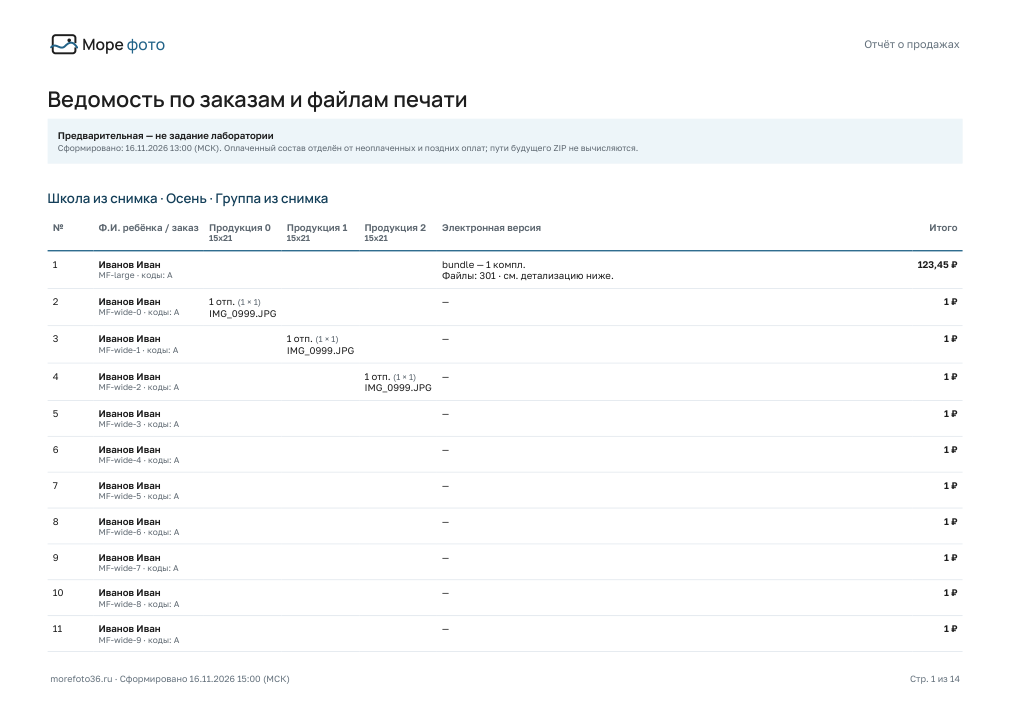 Море фото
Отчёт о продажах
Ведомость по заказам и файлам печати
Предварительная — не задание лаборатории
Сформировано: 16.11.2026 13:00 (МСК). Оплаченный состав отделён от неоплаченных и поздних оплат; пути будущего ZIP не вычисляются.
Школа из снимка · Осень · Группа из снимка
№ Ф.И. ребёнка / заказ Продукция 0 Продукция 1 Продукция 2 Электронная версия Итого
15x21 15x21 15x21
1 Иванов Иван bundle — 1 компл. 123,45 ₽
MF-large · коды: A Файлы: 301 · см. детализацию ниже.
2 Иванов Иван 1 отп. (1 × 1) — 1 ₽
MF-wide-0 · коды: A IMG_0999.JPG
3 Иванов Иван 1 отп. (1 × 1) — 1 ₽
MF-wide-1 · коды: A IMG_0999.JPG
4 Иванов Иван 1 отп. (1 × 1) — 1 ₽
MF-wide-2 · коды: A IMG_0999.JPG
5 Иванов Иван — 1 ₽
MF-wide-3 · коды: A
6 Иванов Иван — 1 ₽
MF-wide-4 · коды: A
7 Иванов Иван — 1 ₽
MF-wide-5 · коды: A
8 Иванов Иван — 1 ₽
MF-wide-6 · коды: A
9 Иванов Иван — 1 ₽
MF-wide-7 · коды: A
10 Иванов Иван — 1 ₽
MF-wide-8 · коды: A
11 Иванов Иван — 1 ₽
MF-wide-9 · коды: A
morefoto36.ru · Сформировано 16.11.2026 15:00 (МСК) Стр. 1 из 14